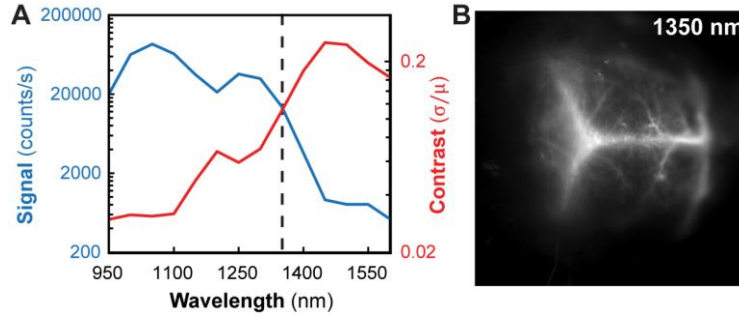 A
200000
20000
2000
200
Signal (counts/s)
0.2
0.02
Contrast (σ/μ)
950 1100 1250 1400 1550
Wavelength (nm)
B
1350 nm